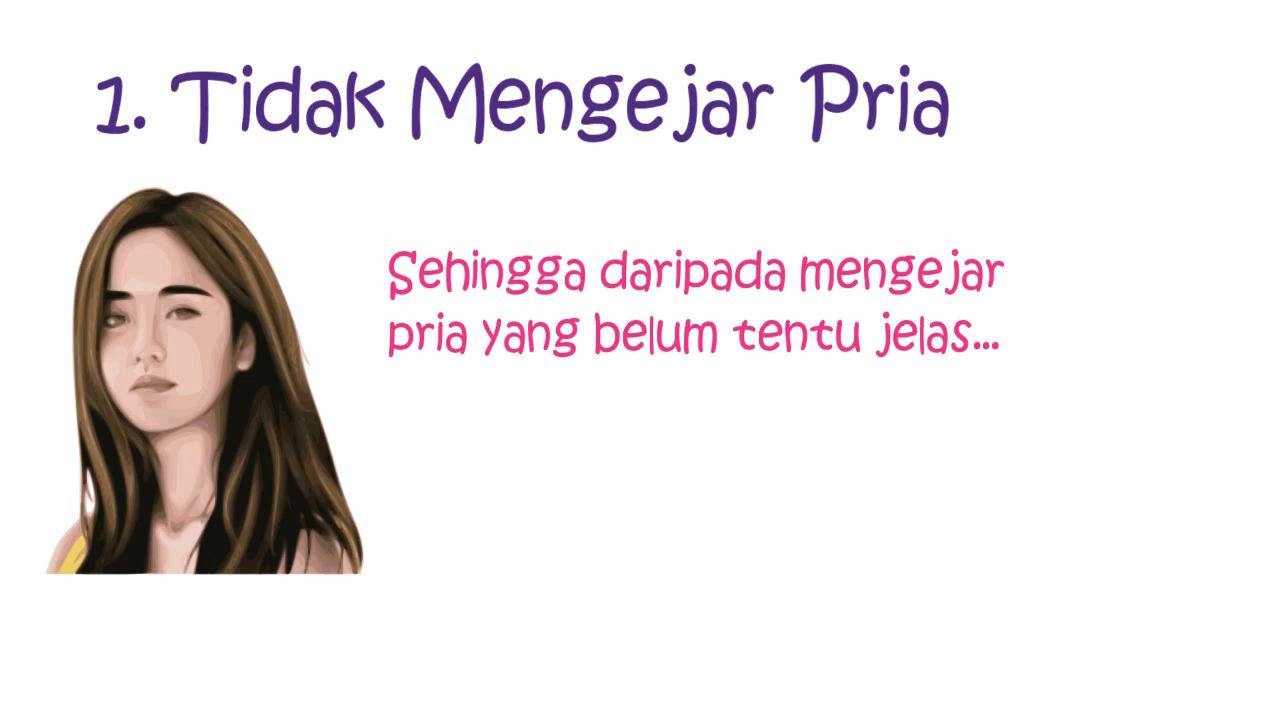 1. Tidak Mengejar Pria
Sehingga daripada mengejar
pria yang belum tentu jelas...